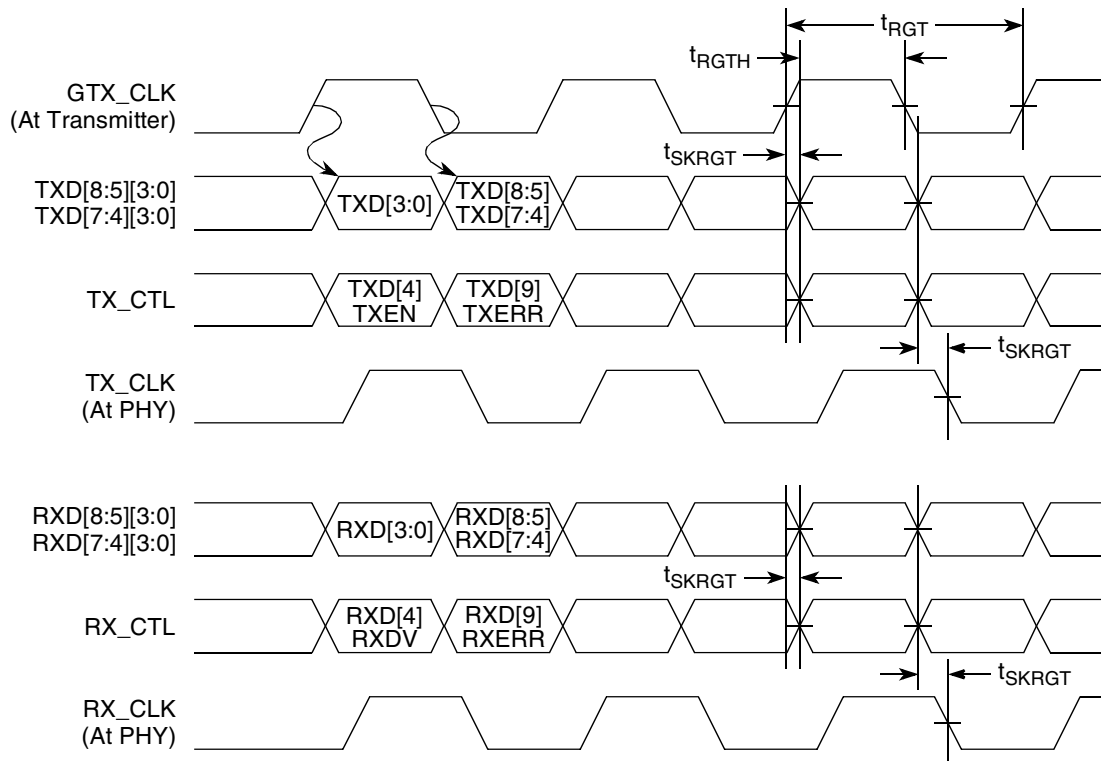 tRGT
tRGTH
GTX_CLK
(At Transmitter)
tSKRGT
TXD[8:5][3:0]
TXD[7:4][3:0]
TXD[3:0]
TXD[8:5]
TXD[7:4]
TX_CTL
TXD[4]
TXEN
TXD[9]
TXERR
tSKRGT
TX_CLK
(At PHY)
RXD[8:5][3:0]
RXD[7:4][3:0]
RXD[3:0]
RXD[8:5]
RXD[7:4]
tSKRGT
RX_CTL
RXD[4]
RXDV
RXD[9]
RXERR
tSKRGT
RX_CLK
(At PHY)